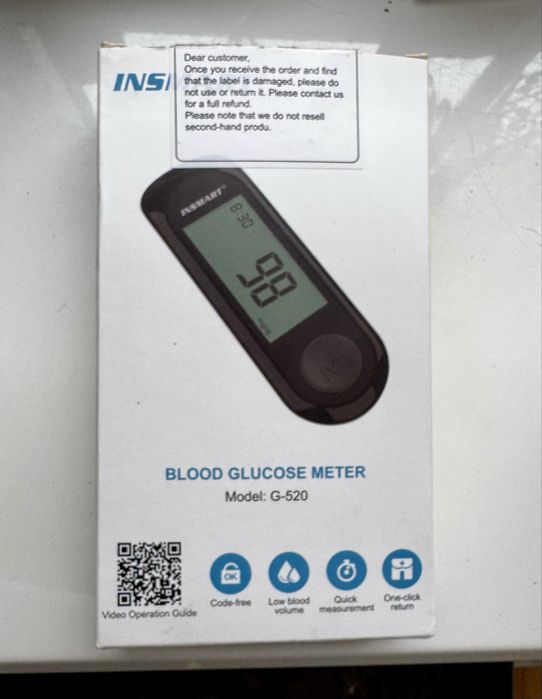 INS
Dear customer,
Once you receive the order and find
that the label is damaged, please do
not use or return it. Please contact us
for a full refund.
Please note that we do not resell
second-hand produ.
INSMART
8:30
98
mg/dL
BLOOD GLUCOSE METER
Model: G-520
OK
Video Operation Guide
Code-free
Low blood
volume
Quick
measurement
One-click
return